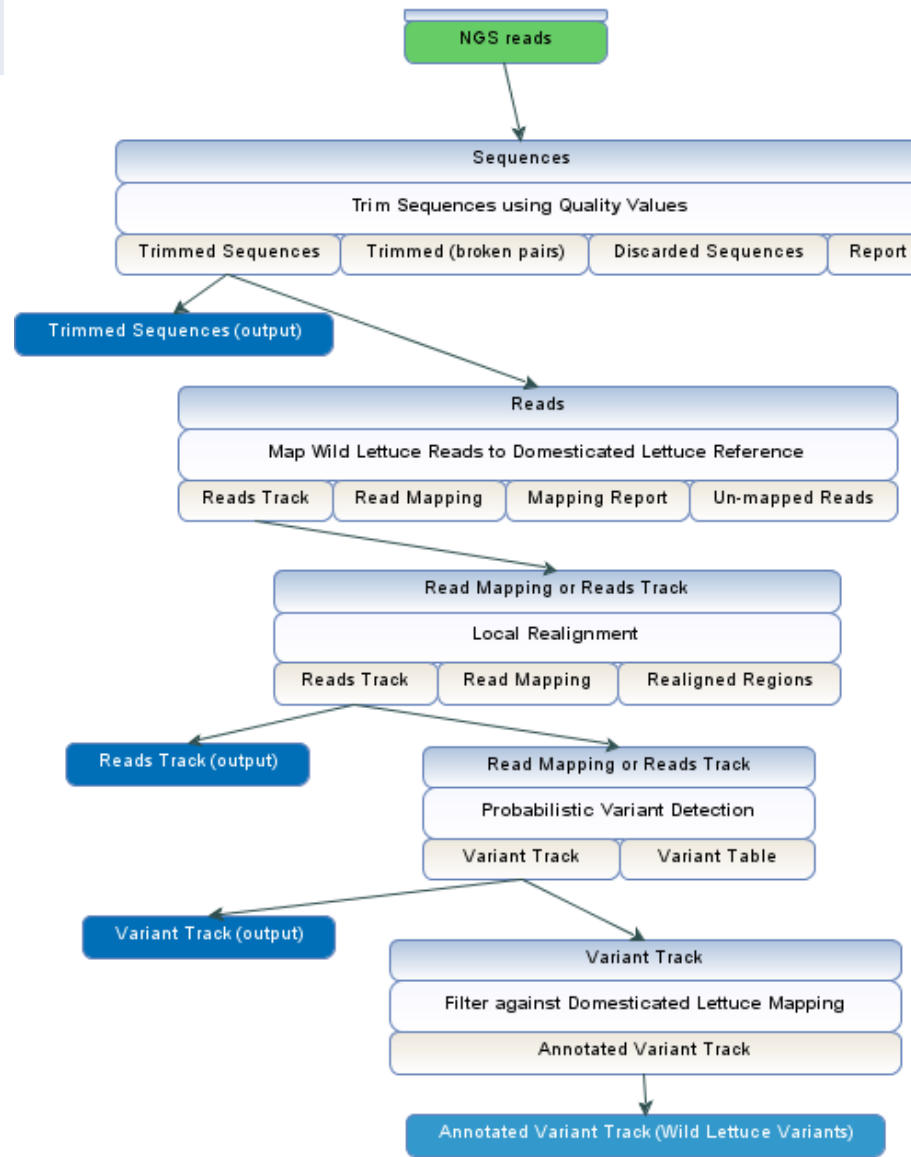 NGS reads
Sequences
Trim Sequences using Quality Values
Trimmed Sequences
Trimmed (broken pairs)
Discarded Sequences
Report
Trimmed Sequences (output)
Reads
Map Wild Lettuce Reads to Domesticated Lettuce Reference
Reads Track
Read Mapping
Mapping Report
Un-mapped Reads
Read Mapping or Reads Track
Local Realignment
Reads Track
Read Mapping
Realigned Regions
Reads Track (output)
Read Mapping or Reads Track
Probabilistic Variant Detection
Variant Track
Variant Table
Variant Track (output)
Variant Track
Filter against Domesticated Lettuce Mapping
Annotated Variant Track
Annotated Variant Track (Wild Lettuce Variants)